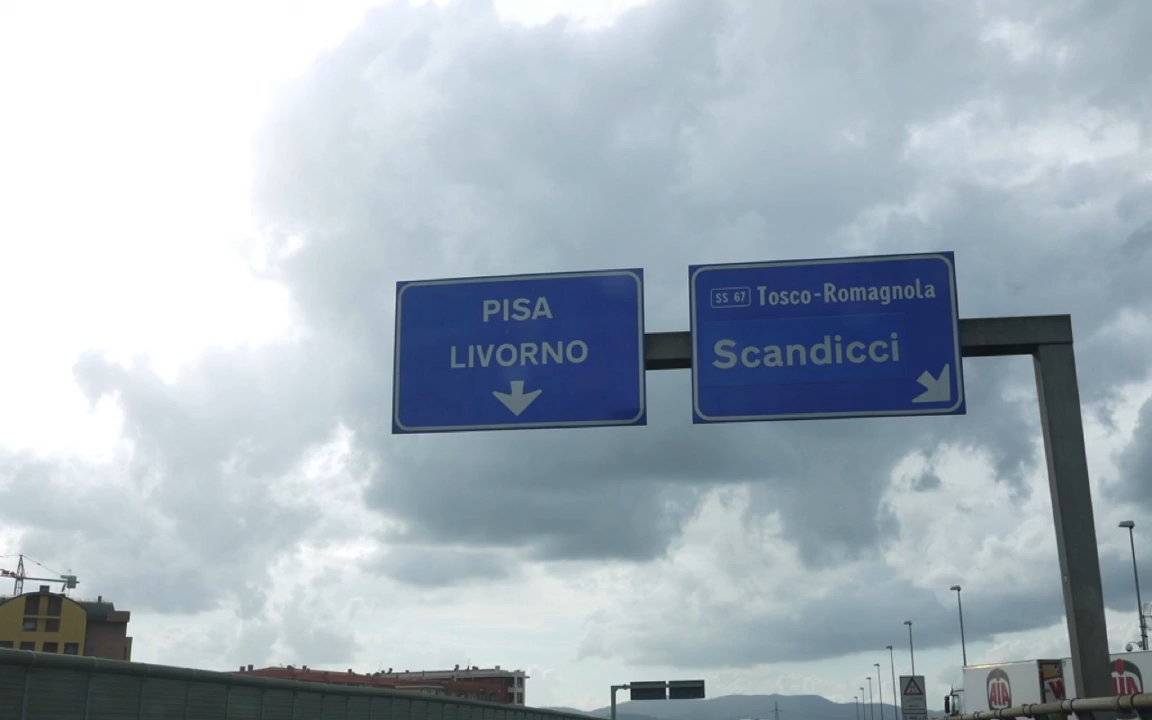 PISA
LIVORNO
SS 67 Tosco-Romagnola
Scandicci
AIA
AIA